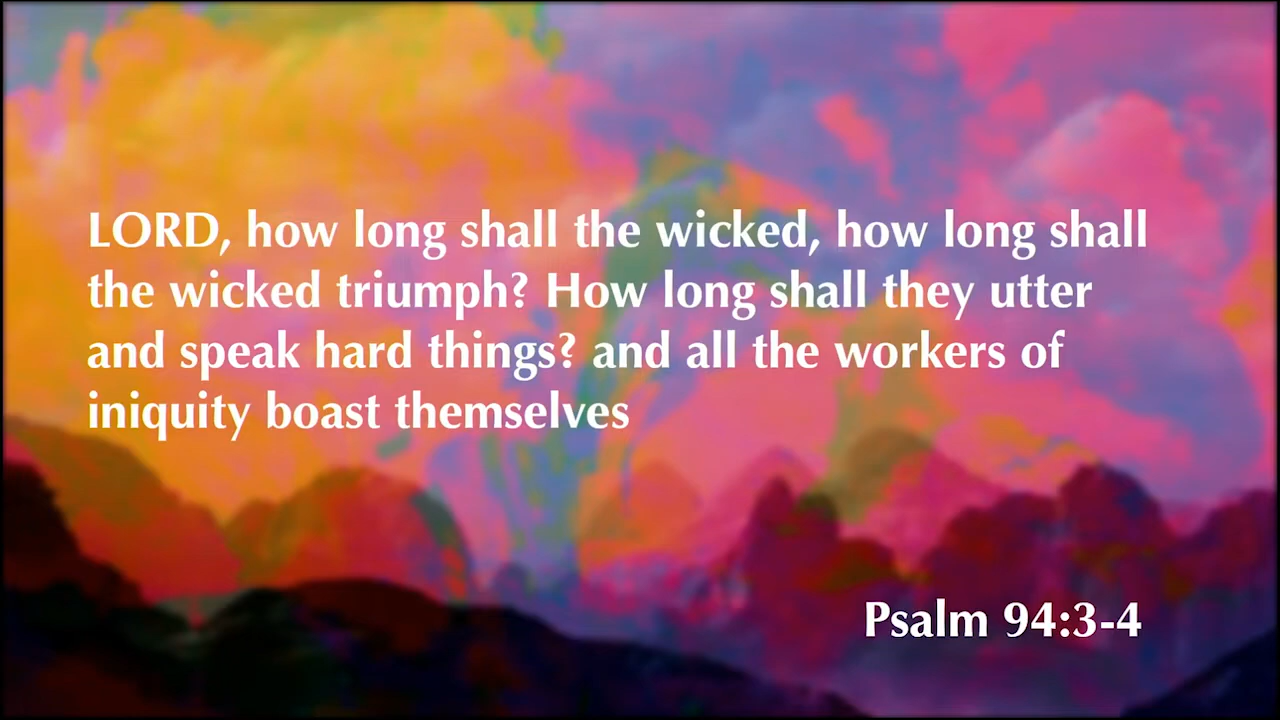 LORD, how long shall the wicked, how long shall
the wicked triumph? How long shall they utter
and speak hard things? and all the workers of
iniquity boast themselves
Psalm 94:3-4